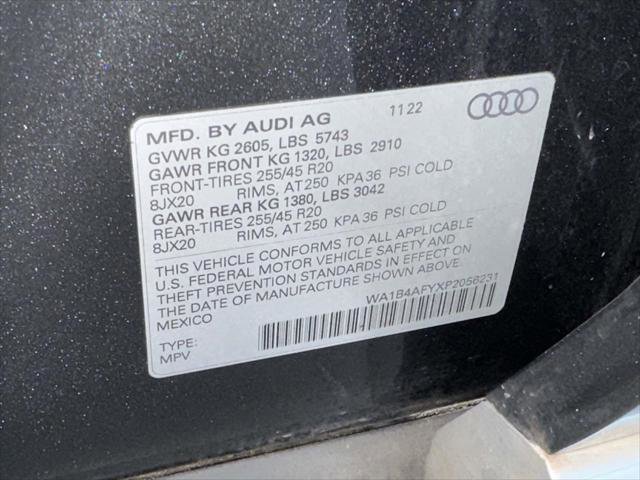 MFD. BY AUDI AG 11 22
GVWR KG 2605, LBS 5743
GAWR FRONT KG 1320, LBS 2910
FRONT-TIRES 255/45 R20
8JX20 RIMS, AT 250 KPA 36 PSI COLD
GAWR REAR KG 1380, LBS 3042
REAR-TIRES 255/45 R20
8JX20 RIMS, AT 250 KPA 36 PSI COLD
THIS VEHICLE CONFORMS TO ALL APPLICABLE
U.S. FEDERAL MOTOR VEHICLE SAFETY AND
THEFT PREVENTION STANDARDS IN EFFECT ON
THE DATE OF MANUFACTURE SHOWN ABOVE
MEXICO WA1B4AFYXP2056231
TYPE:
MPV